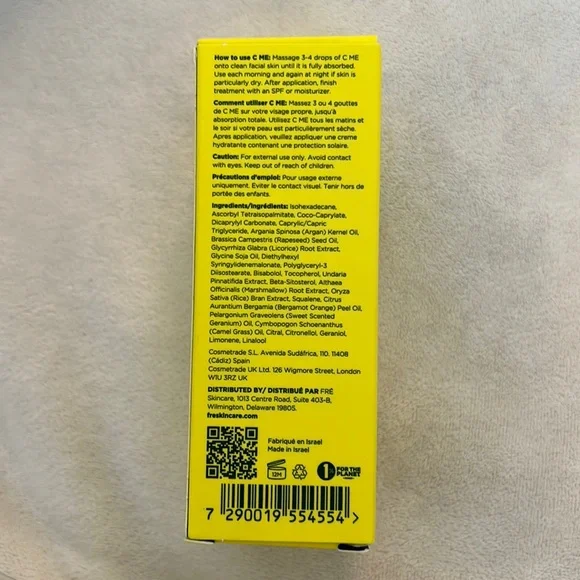 How to use C ME: Massage 3-4 drops of C ME
onto clean facial skin until it is fully absorbed.
Use each morning and again at night if skin is
particularly dry. After application, finish
treatment with an SPF or moisturizer.
Comment utiliser C ME: Massez 3 ou 4 gouttes
de C ME sur votre visage propre, jusqu'à
absorption totale. Utilisez C ME tous les matins et
le soir si votre peau est particulièrement sèche.
Apres application, veuillez appliquer une creme
hydratante contenant une protection solaire.
Caution: For external use only. Avoid contact
with eyes. Keep out of reach of children.
Précautions d'emploi: Pour usage externe
uniquement. Eviter le contact visuel. Tenir hors de
portée des enfants.
Ingredients/Ingrédients: Isohexadecane,
Ascorbyl Tetraisopalmitate, Coco-Caprylate,
Dicaprylyl Carbonate, Caprylic/Capric
Triglyceride, Argania Spinosa (Argan) Kernel Oil,
Brassica Campestris (Rapeseed) Seed Oil,
Glycyrrhiza Glabra (Licorice) Root Extract,
Glycine Soja Oil, Diethylhexyl
Syringylidenemalonate, Polyglyceryl-3
Diisostearate, Bisabolol, Tocopherol, Undaria
Pinnatifida Extract, Beta-Sitosterol, Althaea
Officinalis (Marshmallow) Root Extract, Oryza
Sativa (Rice) Bran Extract, Squalene, Citrus
Aurantium Bergamia (Bergamot Orange) Peel Oil,
Pelargonium Graveolens (Sweet Scented
Geranium) Oil, Cymbopogon Schoenanthus
(Camel Grass) Oil, Citral, Citronellol, Geraniol,
Limonene, Linalool
Cosmetrade S.L. Avenida Sudáfrica, 110. 11408
(Cádiz) Spain
Cosmetrade UK Ltd. 126 Wigmore Street, London
W1U 3RZ UK
DISTRIBUTED BY/ DISTRIBUÉ PAR FRÉ
Skincare, 1013 Centre Road, Suite 403-B,
Wilmington, Delaware 19805.
freskincare.com
Fabriqué en Israel
Made in Israel
12M
1% FOR THE
PLANET
7 290019 554554 >